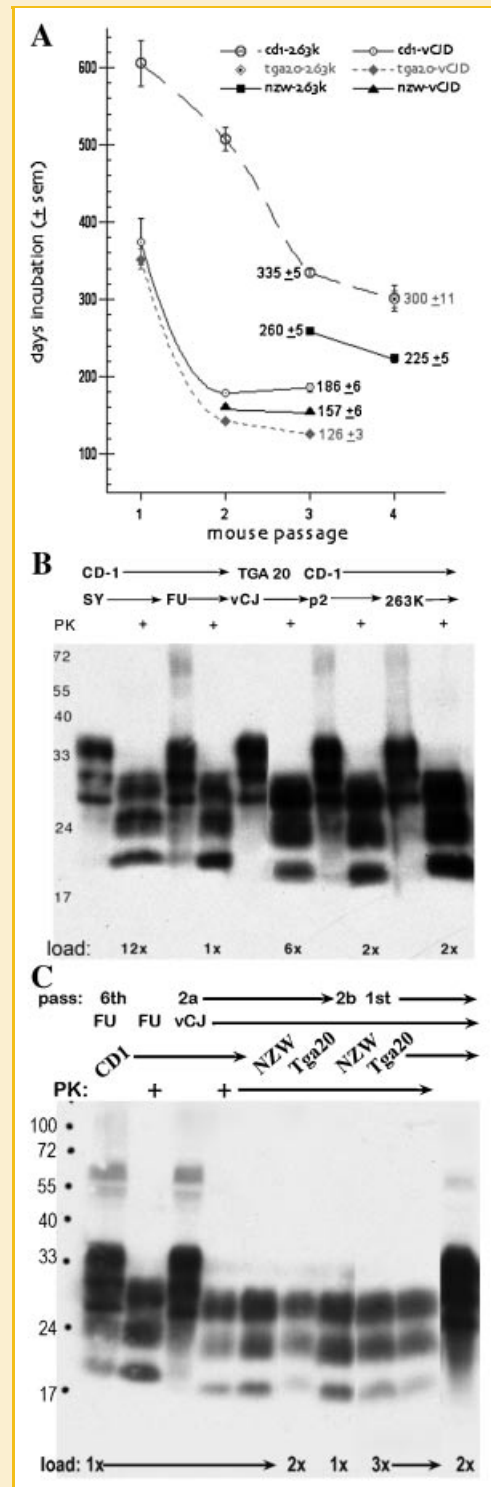 A
cd1-263k
cd1-vCJD
tga20-263k
tga20-vCJD
nzw-263k
nzw-vCJD
600
500
400
300
200
100
days incubation (± sem)
335 ±5
300 ±11
260 ±5
225 ±5
186 ±6
157 ±6
126 ±3
1 2 3 4
mouse passage
B
CD-1 TGA 20 CD-1
SY FU vCJ p2 263K
PK + + + + +
72
55
40
33
24
17
load: 12x 1x 6x 2x 2x
C
pass: 6th 2a 2b 1st
FU FU vCJ
CD1 NZW Tga20 NZW Tga20
PK: + +
100
72
55
40
33
24
17
load: 1x 2x 1x 3x 2x